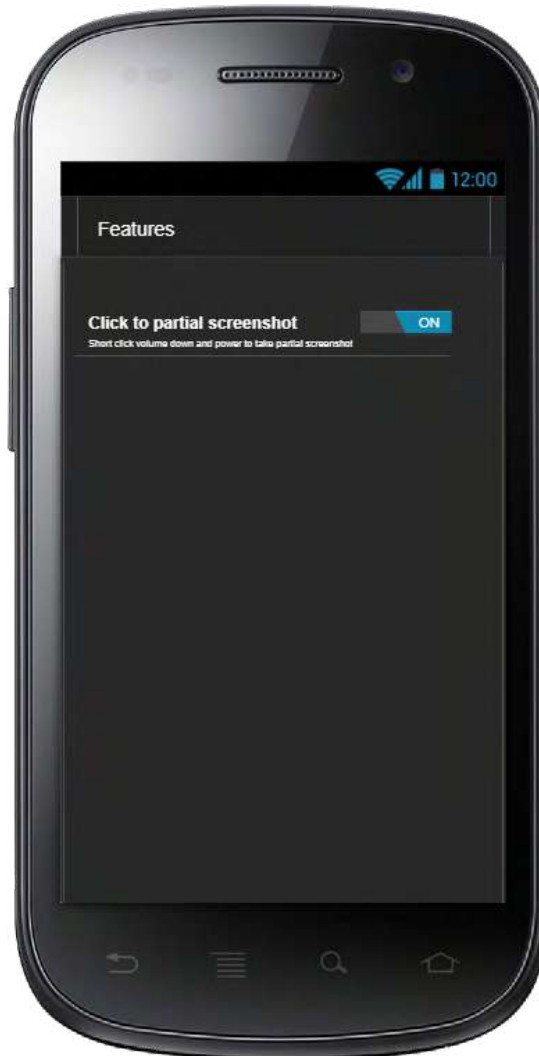 12:00
Features
Click to partial screenshot
ON
Short click volume down and power to take partial screenshot